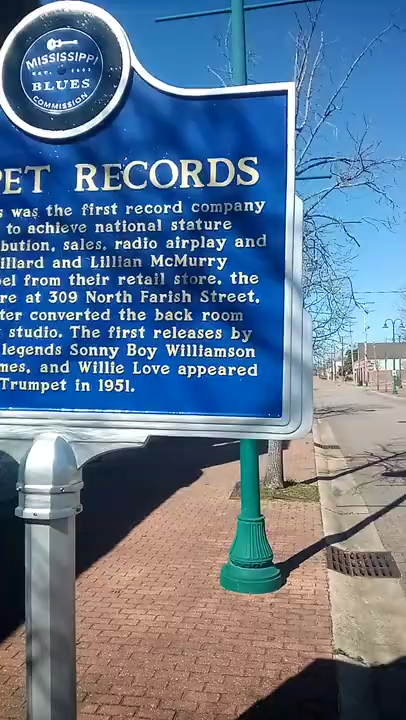 MISSISSIPPI
BLUES
COMMISSION
PET RECORDS
s was the first record company
to achieve national stature
bution, sales, radio airplay and
illard and Lillian McMurry
el from their retail store, the
re at 309 North Farish Street,
ter converted the back room
studio. The first releases by
legends Sonny Boy Williamson
mes, and Willie Love appeared
Trumpet in 1951.